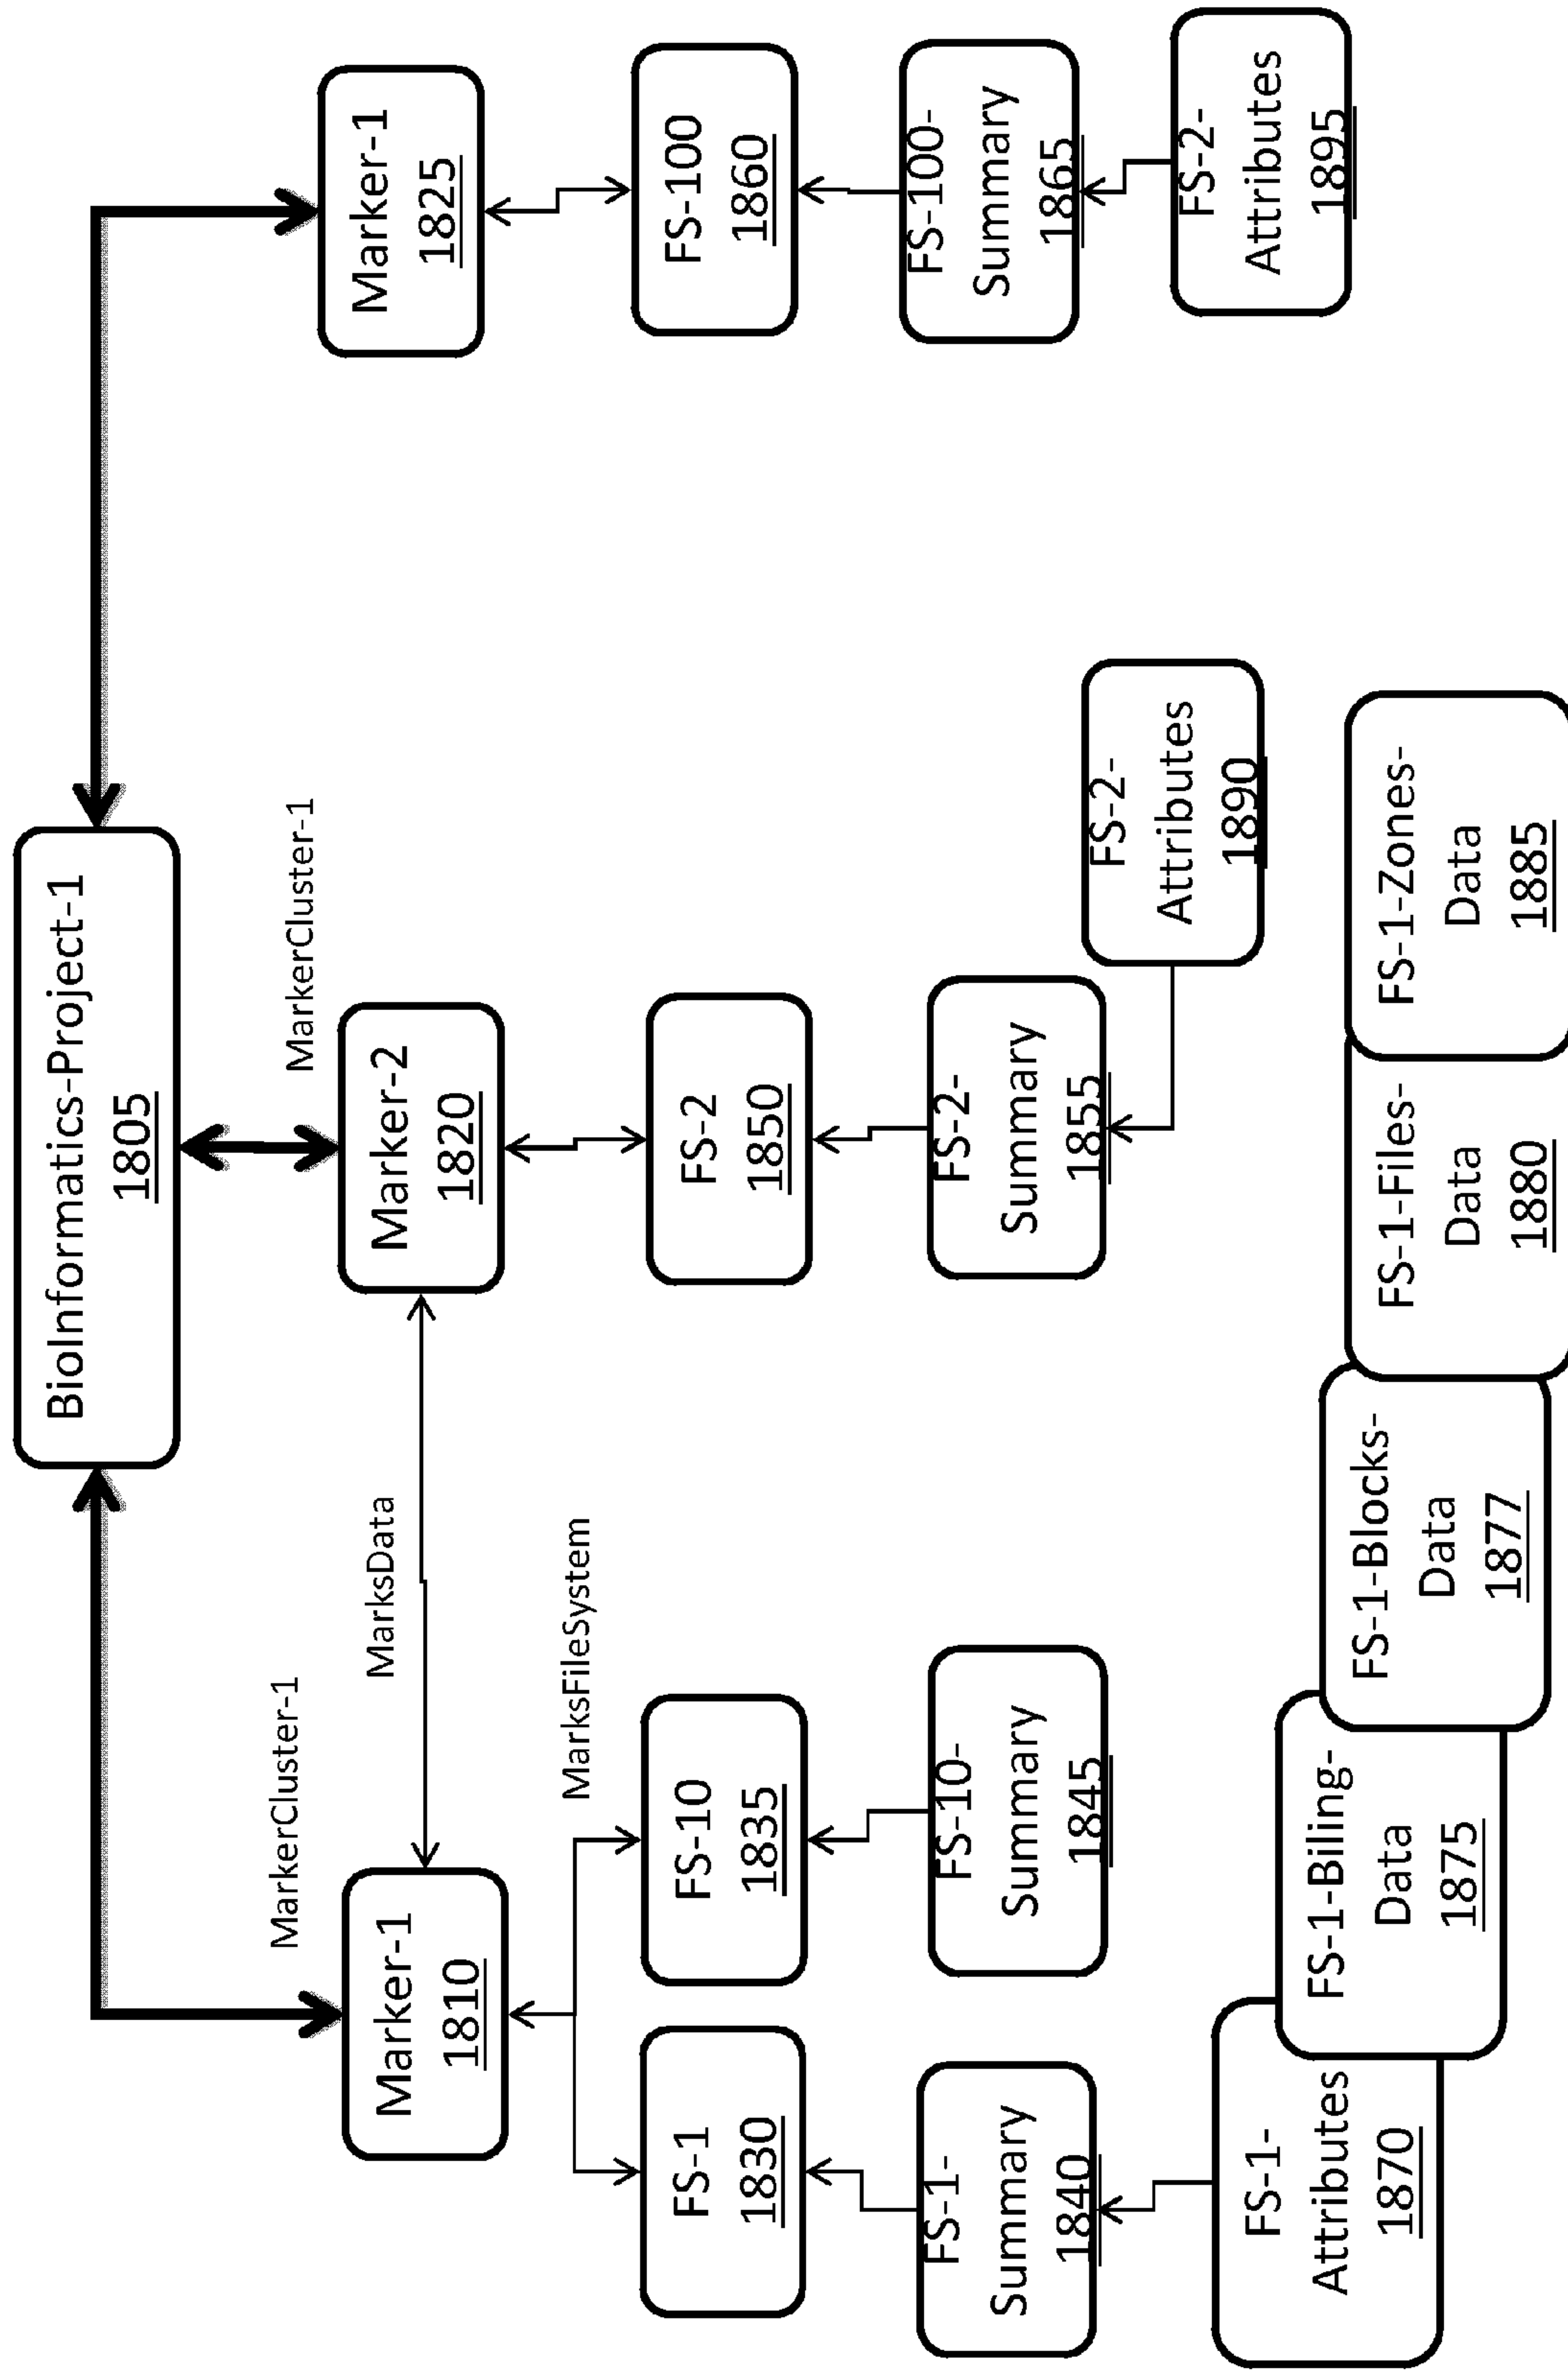 BioInformatics-Project-1
1805
MarkerCluster-1
MarkerCluster-1
Marker-1
1810
MarksData
Marker-2
1820
Marker-1
1825
MarksFileSystem
FS-1
1830
FS-10
1835
FS-2
1850
FS-100
1860
FS-1-
Summary
1840
FS-10-
Summary
1845
FS-2-
Summary
1855
FS-100-
Summary
1865
FS-1-
Attributes
1870
FS-1-Biling-
Data
1875
FS-1-Blocks-
Data
1877
FS-1-Files-
Data
1880
FS-1-Zones-
Data
1885
FS-2-
Attributes
1890
FS-2-
Attributes
1895